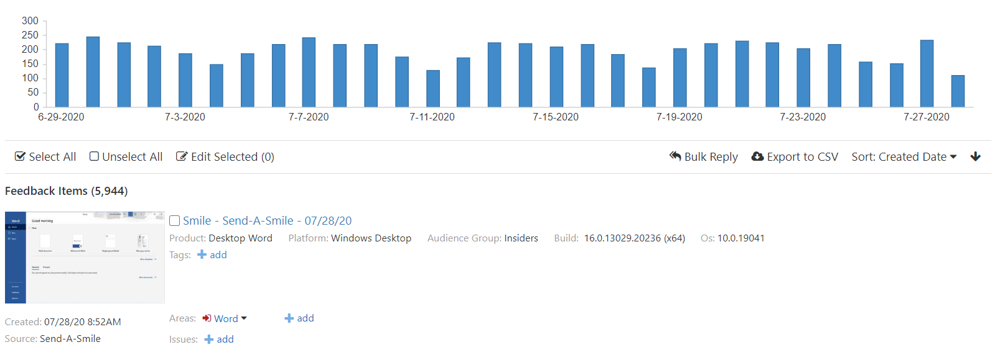 300
250
200
150
100
50
0
6-29-2020 7-3-2020 7-7-2020 7-11-2020 7-15-2020 7-19-2020 7-23-2020 7-27-2020
Select All Unselect All Edit Selected (0) Bulk Reply Export to CSV Sort: Created Date
Feedback Items (5,944)
Word
Good morning
Smile - Send-A-Smile - 07/28/20
Product: Desktop Word Platform: Windows Desktop Audience Group: Insiders Build: 16.0.13029.20236 (x64) Os: 10.0.19041
Tags: add
Areas: Word add
Created: 07/28/20 8:52AM
Issues: add
Source: Send-A-Smile